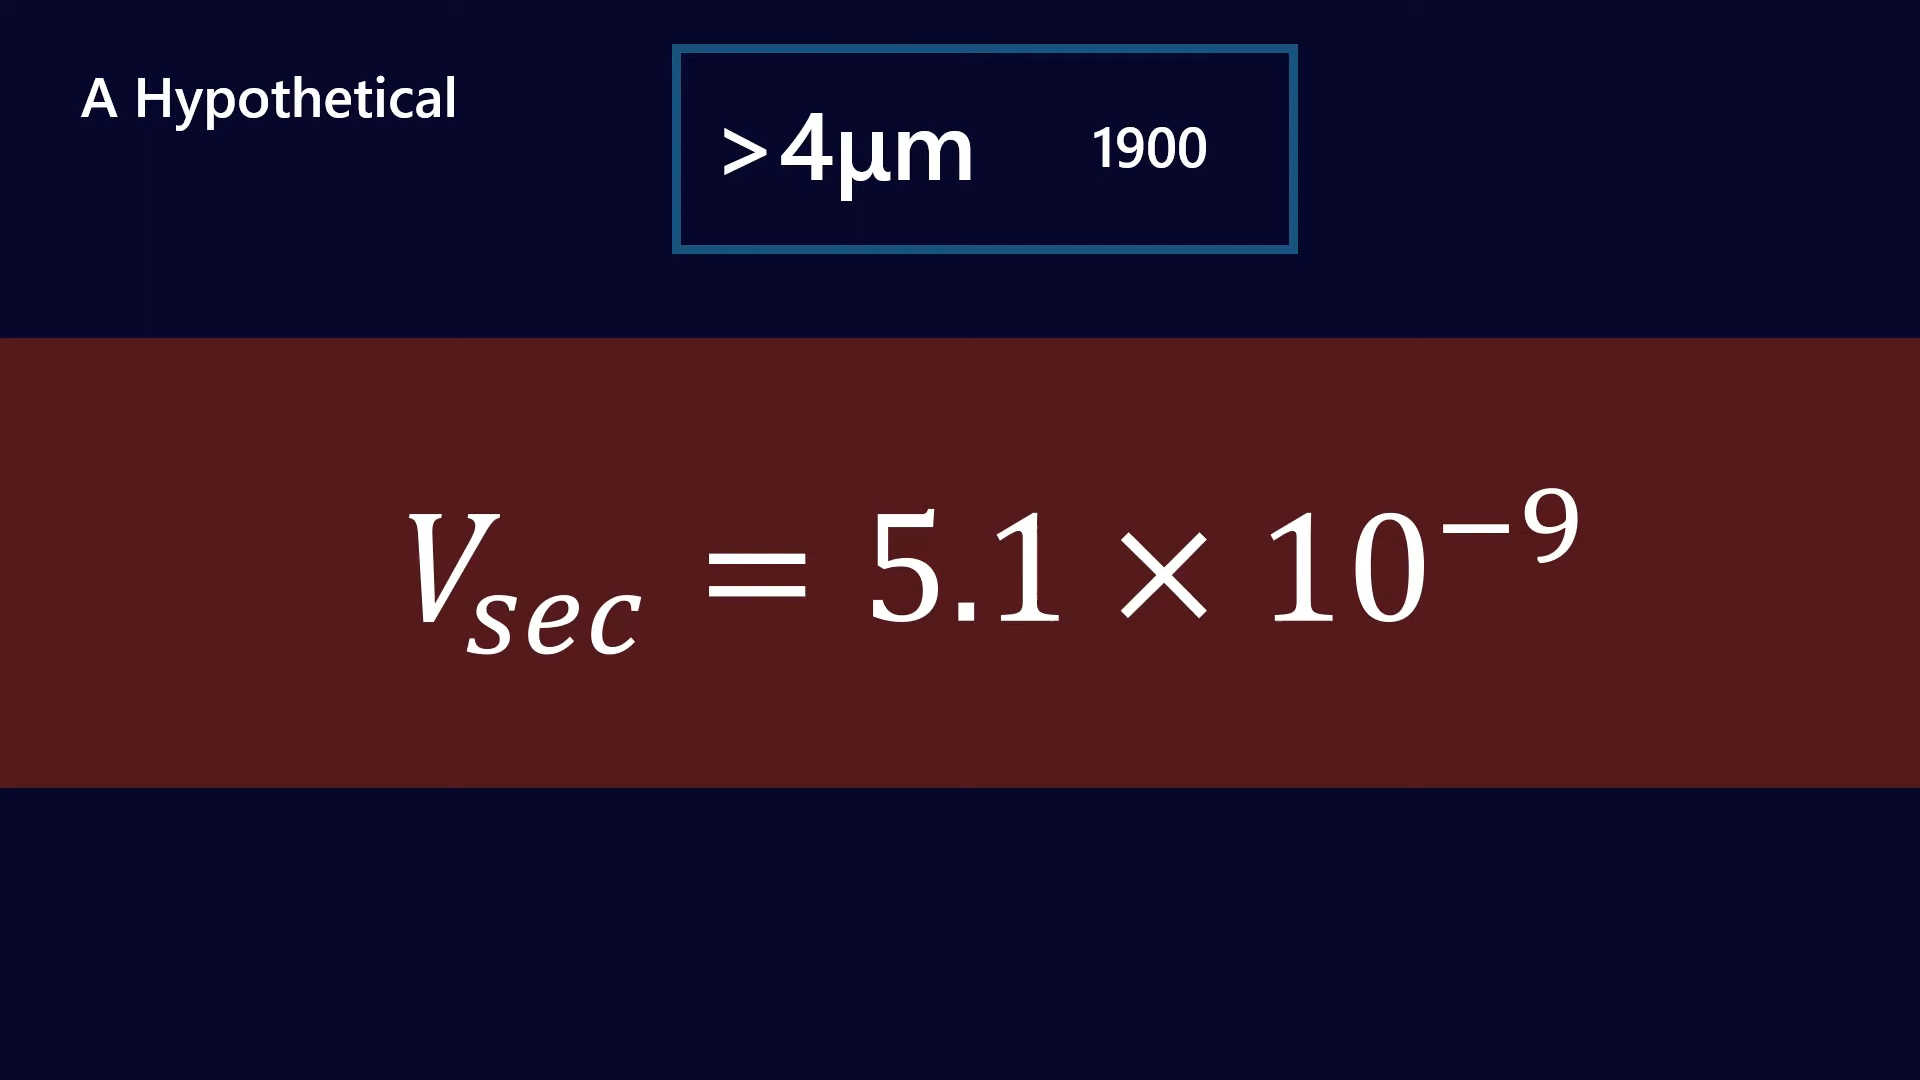 A Hypothetical
>4µm 1900
V_sec = 5.1 × 10⁻⁹